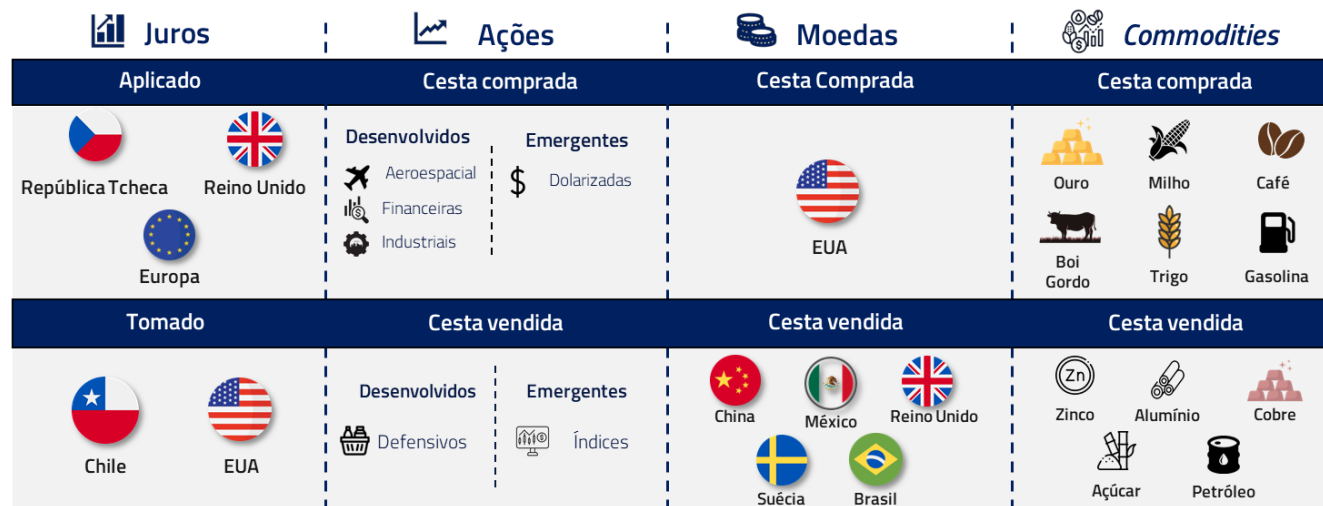 Juros
Ações
Moedas
Commodities
Aplicado
Cesta comprada
Cesta Comprada
Cesta comprada
República Tcheca
Reino Unido
Europa
Desenvolvidos
Aeroespacial
Financeiras
Industriais
Emergentes
$ Dolarizadas
EUA
Ouro
Milho
Café
Boi
Gordo
Trigo
Gasolina
Tomado
Cesta vendida
Cesta vendida
Cesta vendida
Chile
EUA
Desenvolvidos
Defensivos
Emergentes
Índices
China
México
Reino Unido
Suécia
Brasil
Zn
Zinco
Alumínio
Cobre
Açúcar
Petróleo